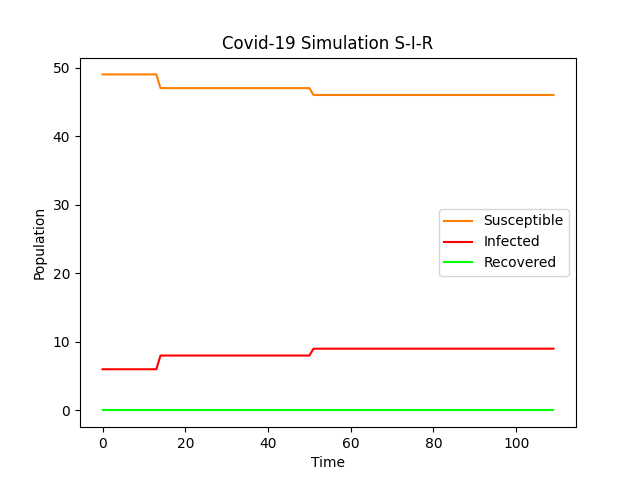 Covid-19 Simulation S-I-R
50
40
30
20
10
0
Population
Susceptible
Infected
Recovered
0 20 40 60 80 100
Time